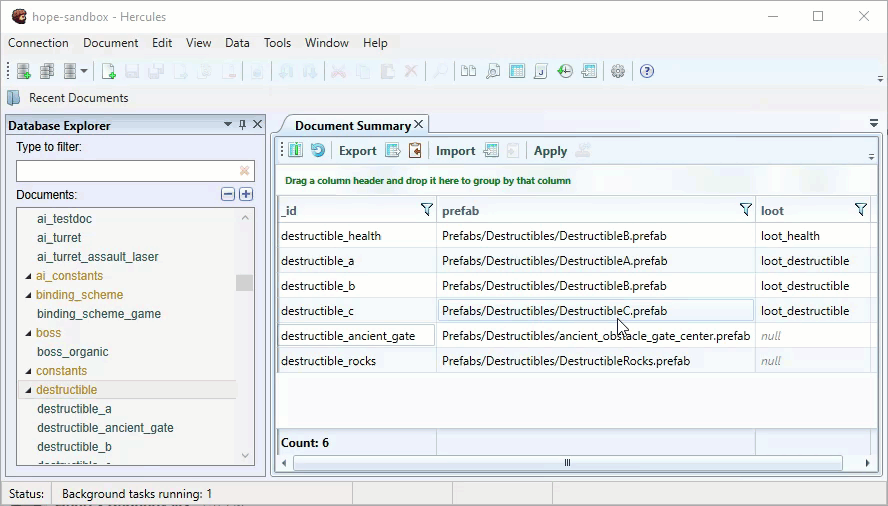 hope-sandbox - Hercules
Connection Document Edit View Data Tools Window Help
Recent Documents
Database Explorer
Type to filter:
Documents:
ai_testdoc
ai_turret
ai_turret_assault_laser
ai_constants
binding_scheme
binding_scheme_game
boss
boss_organic
constants
destructible
destructible_a
destructible_ancient_gate
destructible_b
Document Summary
Export Import Apply
Drag a column header and drop it here to group by that column
_id prefab loot
destructible_health Prefabs/Destructibles/DestructibleB.prefab loot_health
destructible_a Prefabs/Destructibles/DestructibleA.prefab loot_destructible
destructible_b Prefabs/Destructibles/DestructibleB.prefab loot_destructible
destructible_c Prefabs/Destructibles/DestructibleC.prefab loot_destructible
destructible_ancient_gate Prefabs/Destructibles/ancient_obstacle_gate_center.prefab null
destructible_rocks Prefabs/Destructibles/DestructibleRocks.prefab null
Count: 6
Status: Background tasks running: 1